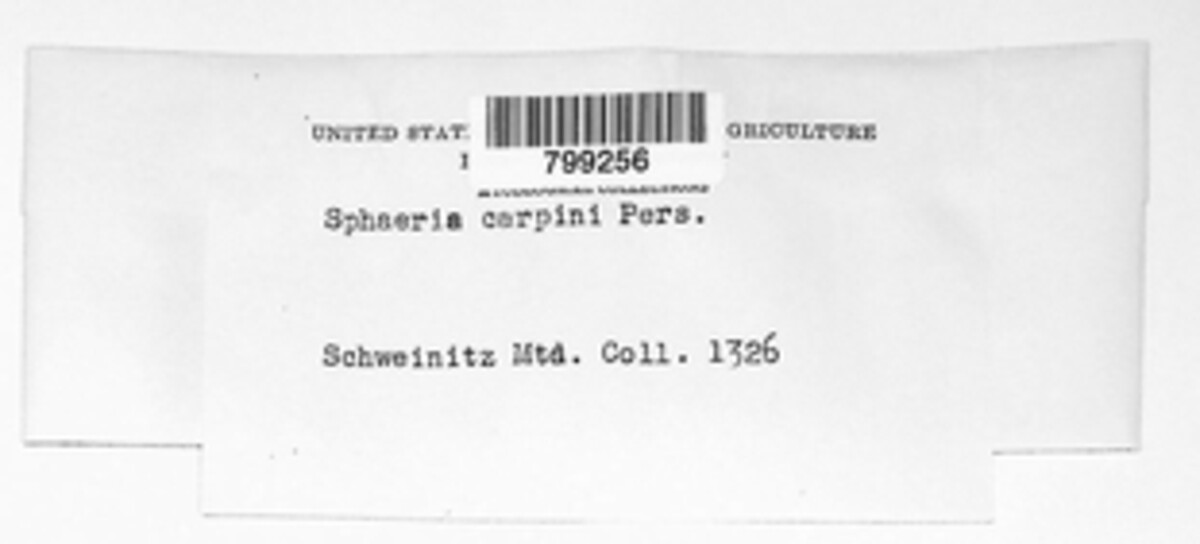 UNITED STAT GRICULTURE
799256
Sphaeria carpini Pers.
Schweinitz Mtd. Coll. 1326